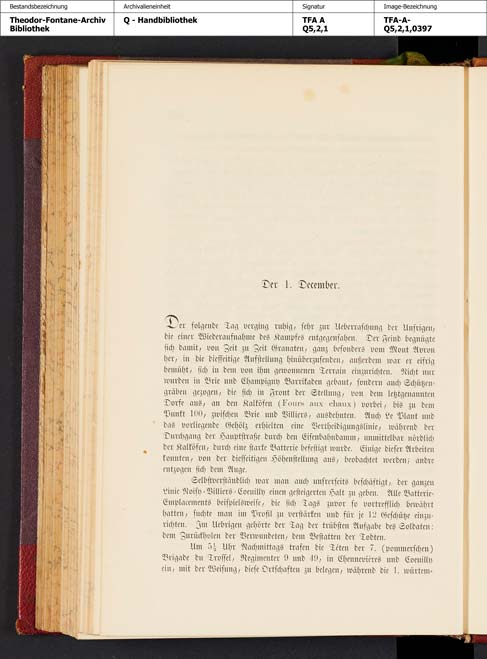 Bestandsbezeichnung
Theodor-Fontane-Archiv
Bibliothek
Archivalieneinheit
Q - Handbibliothek
Signatur
TFA A
Q5,2,1
Image-Bezeichnung
TFA-A-
Q5,2,1,0397
Der 1. December.
Der folgende Tag verging ruhig, sehr zur Ueberraschung der Unsrigen,
die einer Wiederaufnahme des Kampfes entgegensahen. Der Feind begnügte
sich damit, von Zeit zu Zeit Granaten, ganz besonders vom Mont Avron
her, in die diesseitige Aufstellung hinüberzusenden, außerdem war er eifrig
bemüht, sich in dem von ihm gewonnenen Terrain einzurichten. Nicht nur
wurden in Brie und Champigny Barrikaden gebaut, sondern auch Schützen-
gräben gezogen, die sich in Front der Stellung, von dem letztgenannten
Dorfe aus, an den Kalköfen (Fours aux chaux) vorbei, bis zu dem
Punkt 100, zwischen Brie und Villiers, ausdehnten. Auch Le Plant und
das vorliegende Gehölz erhielten eine Vertheidigungslinie, während der
Durchgang der Hauptstraße durch den Eisenbahndamm, unmittelbar nördlich
der Kalköfen, durch eine starke Batterie befestigt wurde. Einige dieser Arbeiten
konnten, von der diesseitigen Höhenstellung aus, beobachtet werden; andre
entzogen sich dem Auge.
Selbstverständlich war man auch unsrerseits beschäftigt, der ganzen
Linie Noisy-Villiers-Coeuilly einen gesteigerten Halt zu geben. Alle Batterie-
Emplacements beispielsweise, die sich Tags zuvor so vortrefflich bewährt
hatten, suchte man im Profil zu verstärken und für je 12 Geschütze einzu-
richten. Im Uebrigen gehörte der Tag der trübsten Aufgabe des Soldaten:
dem Zurückholen der Verwundeten, dem Bestatten der Todten.
Um 5½ Uhr Nachmittags trafen die Têten der 7. (pommerschen)
Brigade du Trossel, Regimenter 9 und 49, in Chennevières und Coeuilly
ein, mit der Weisung, diese Ortschaften zu belegen, während die 1. würtem-